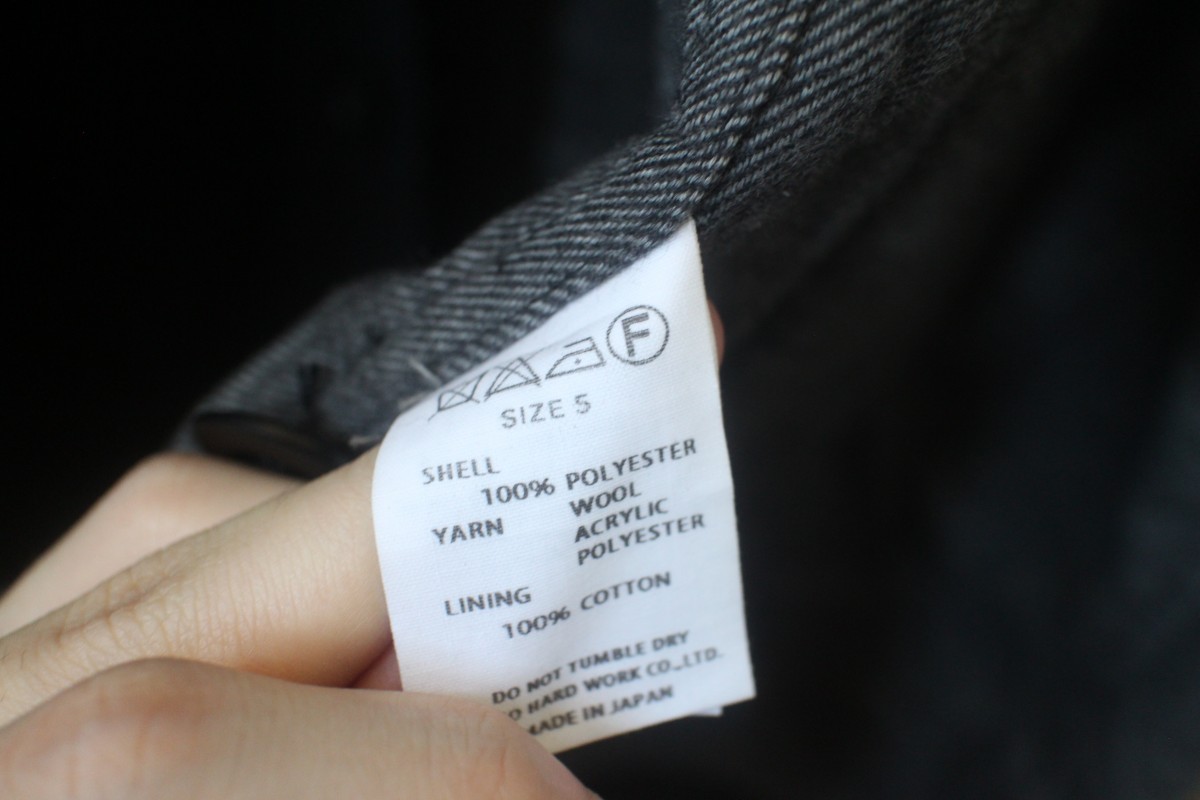 F
SIZE 5
SHELL
100% POLYESTER
YARN WOOL
ACRYLIC
POLYESTER
LINING
100% COTTON
DO NOT TUMBLE DRY
HARD WORK CO.,LTD.
MADE IN JAPAN